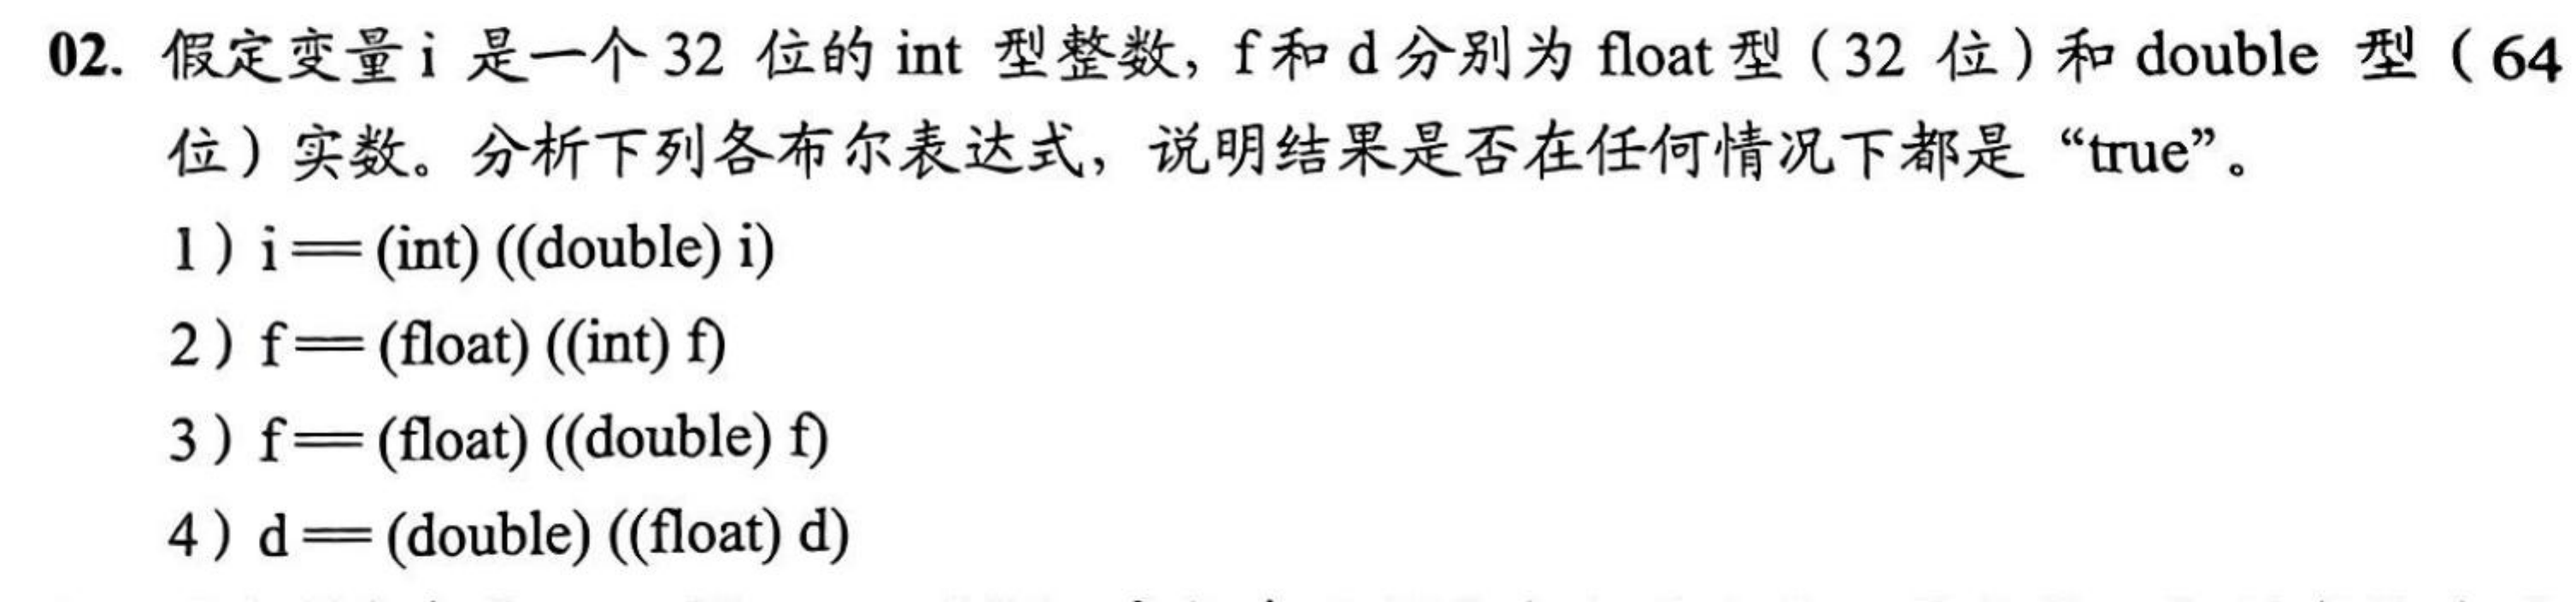 02. 假定变量 i 是一个 32 位的 int 型整数, f 和 d 分别为 float 型（32 位）和 double 型（64
位）实数。分析下列各布尔表达式，说明结果是否在任何情况下都是“true”。
1）i==(int) ((double) i)
2）f==(float) ((int) f)
3）f==(float) ((double) f)
4）d==(double) ((float) d)